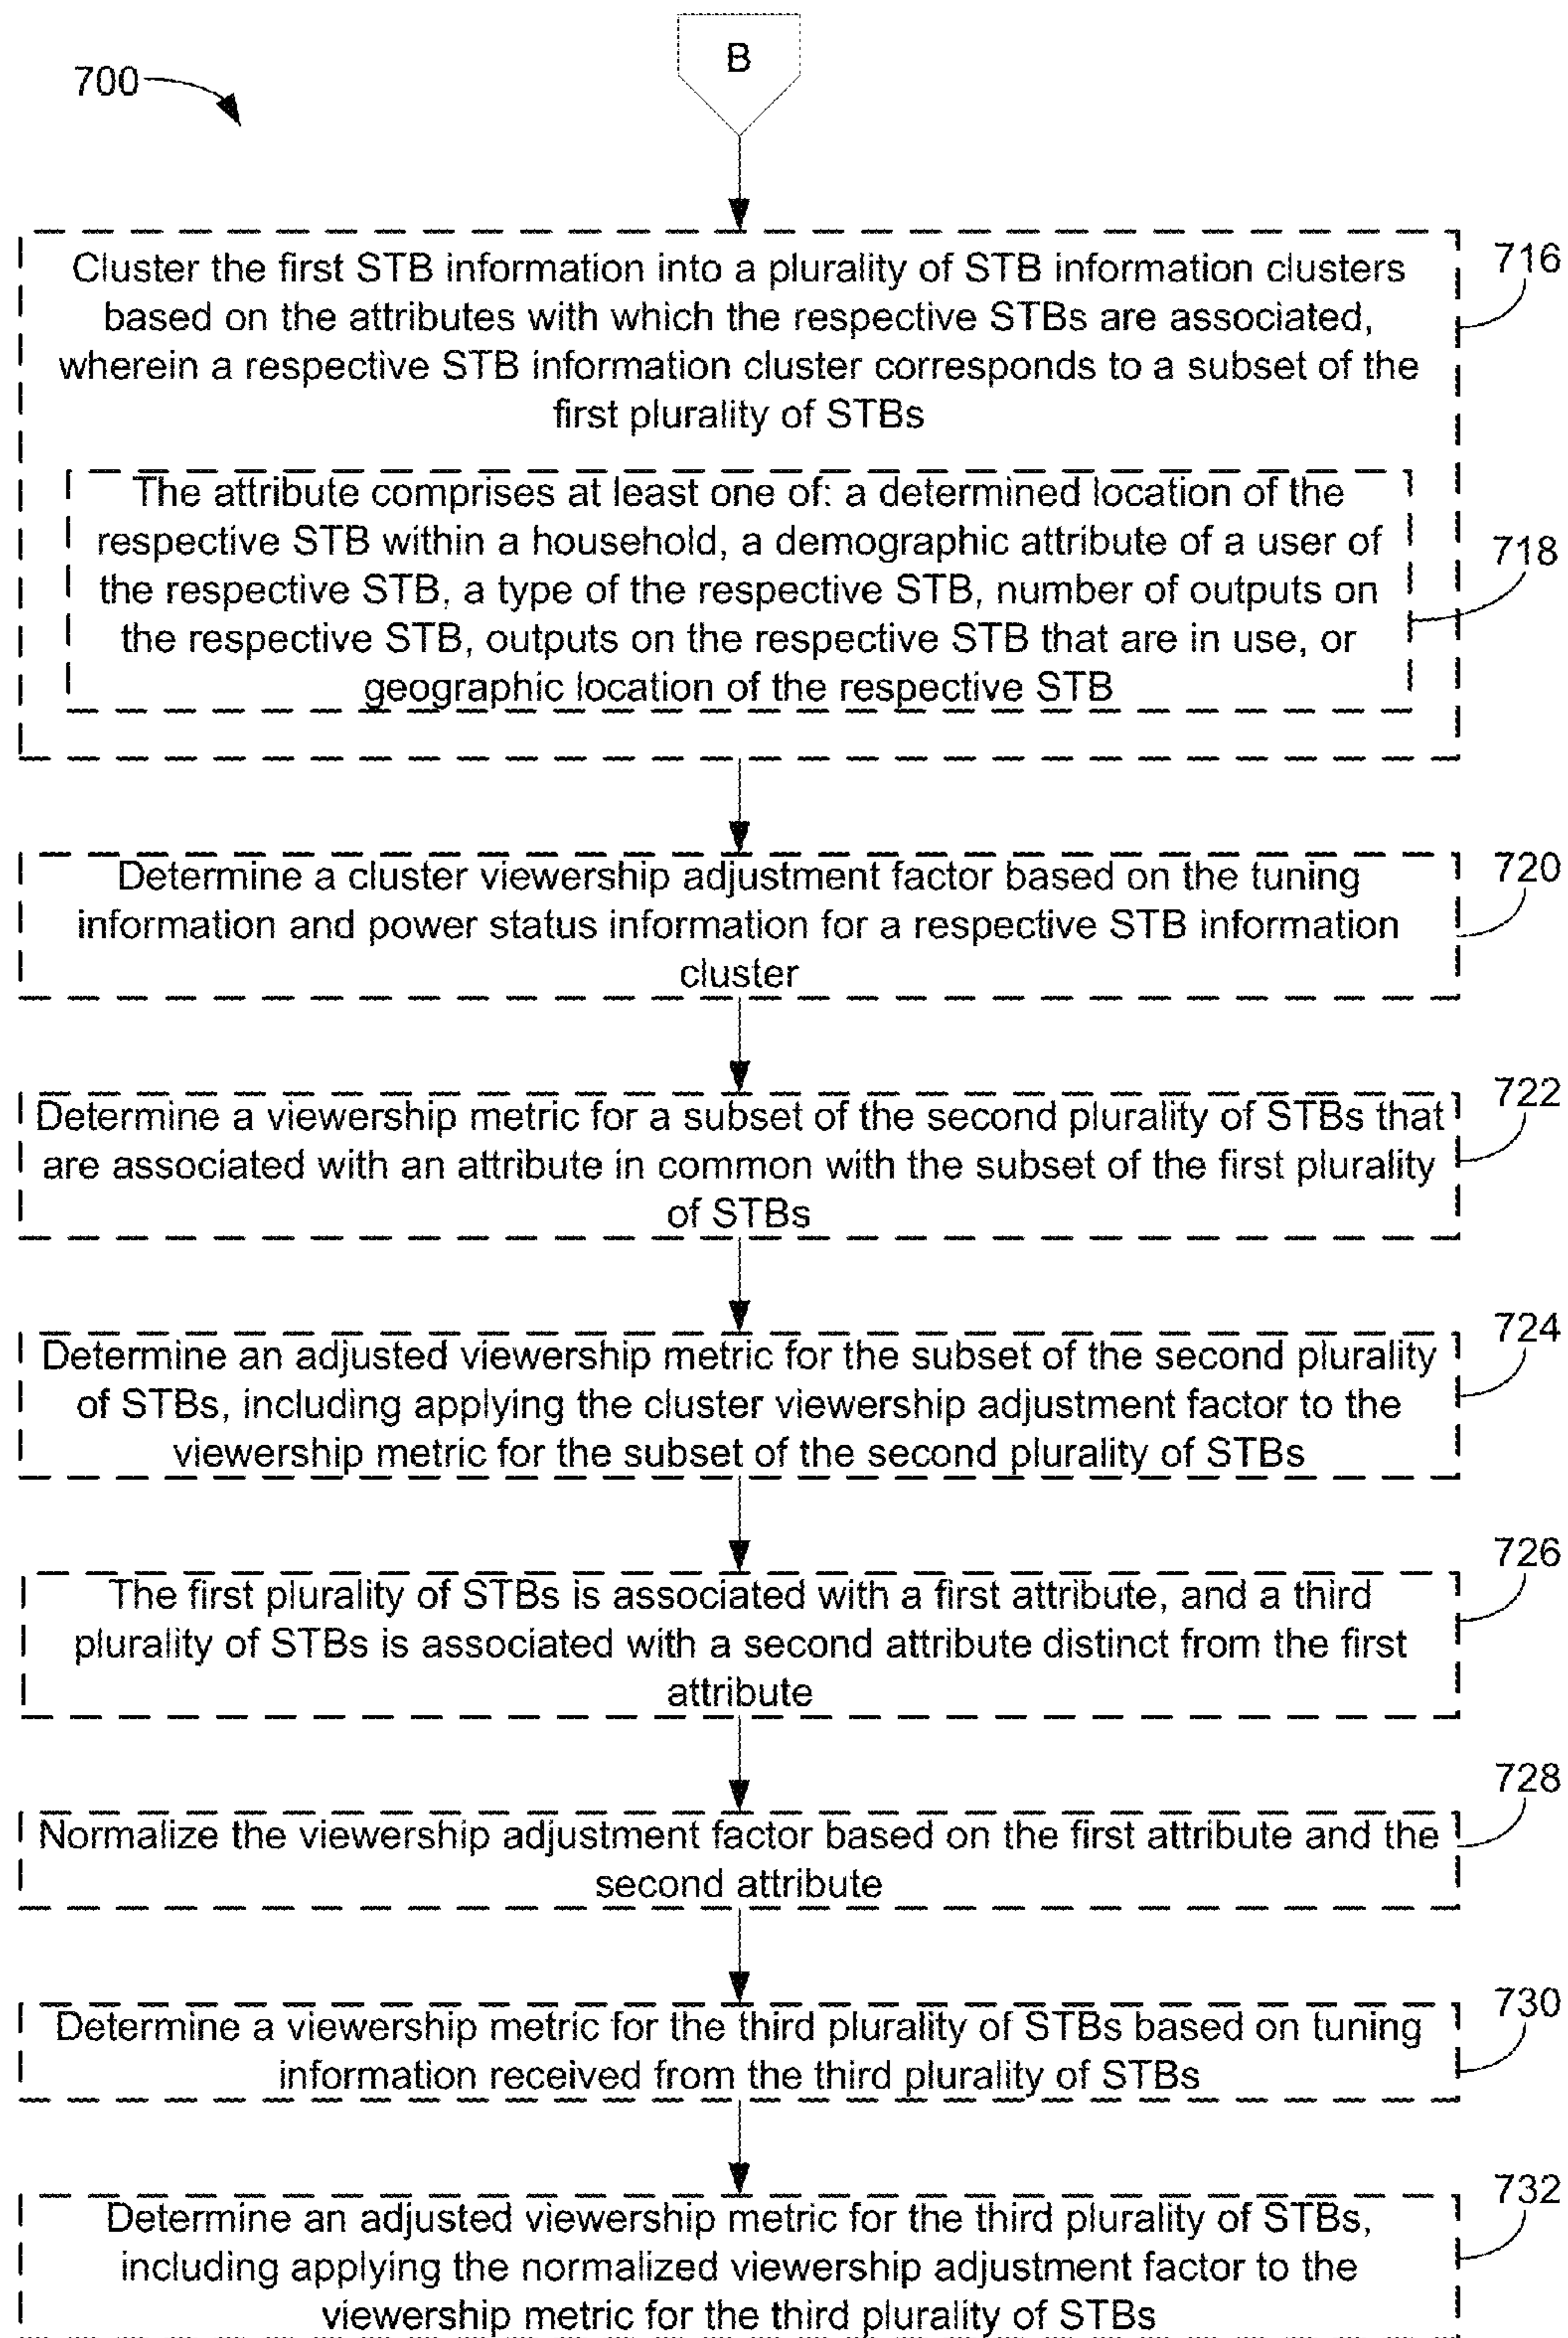 B
700
Cluster the first STB information into a plurality of STB information clusters
based on the attributes with which the respective STBs are associated,
wherein a respective STB information cluster corresponds to a subset of the
first plurality of STBs
716
The attribute comprises at least one of: a determined location of the
respective STB within a household, a demographic attribute of a user of
the respective STB, a type of the respective STB, number of outputs on
the respective STB, outputs on the respective STB that are in use, or
geographic location of the respective STB
718
Determine a cluster viewership adjustment factor based on the tuning
information and power status information for a respective STB information
cluster
720
Determine a viewership metric for a subset of the second plurality of STBs that
are associated with an attribute in common with the subset of the first plurality
of STBs
722
Determine an adjusted viewership metric for the subset of the second plurality
of STBs, including applying the cluster viewership adjustment factor to the
viewership metric for the subset of the second plurality of STBs
724
The first plurality of STBs is associated with a first attribute, and a third
plurality of STBs is associated with a second attribute distinct from the first
attribute
726
Normalize the viewership adjustment factor based on the first attribute and the
second attribute
728
Determine a viewership metric for the third plurality of STBs based on tuning
information received from the third plurality of STBs
730
Determine an adjusted viewership metric for the third plurality of STBs,
including applying the normalized viewership adjustment factor to the
viewership metric for the third plurality of STBs
732